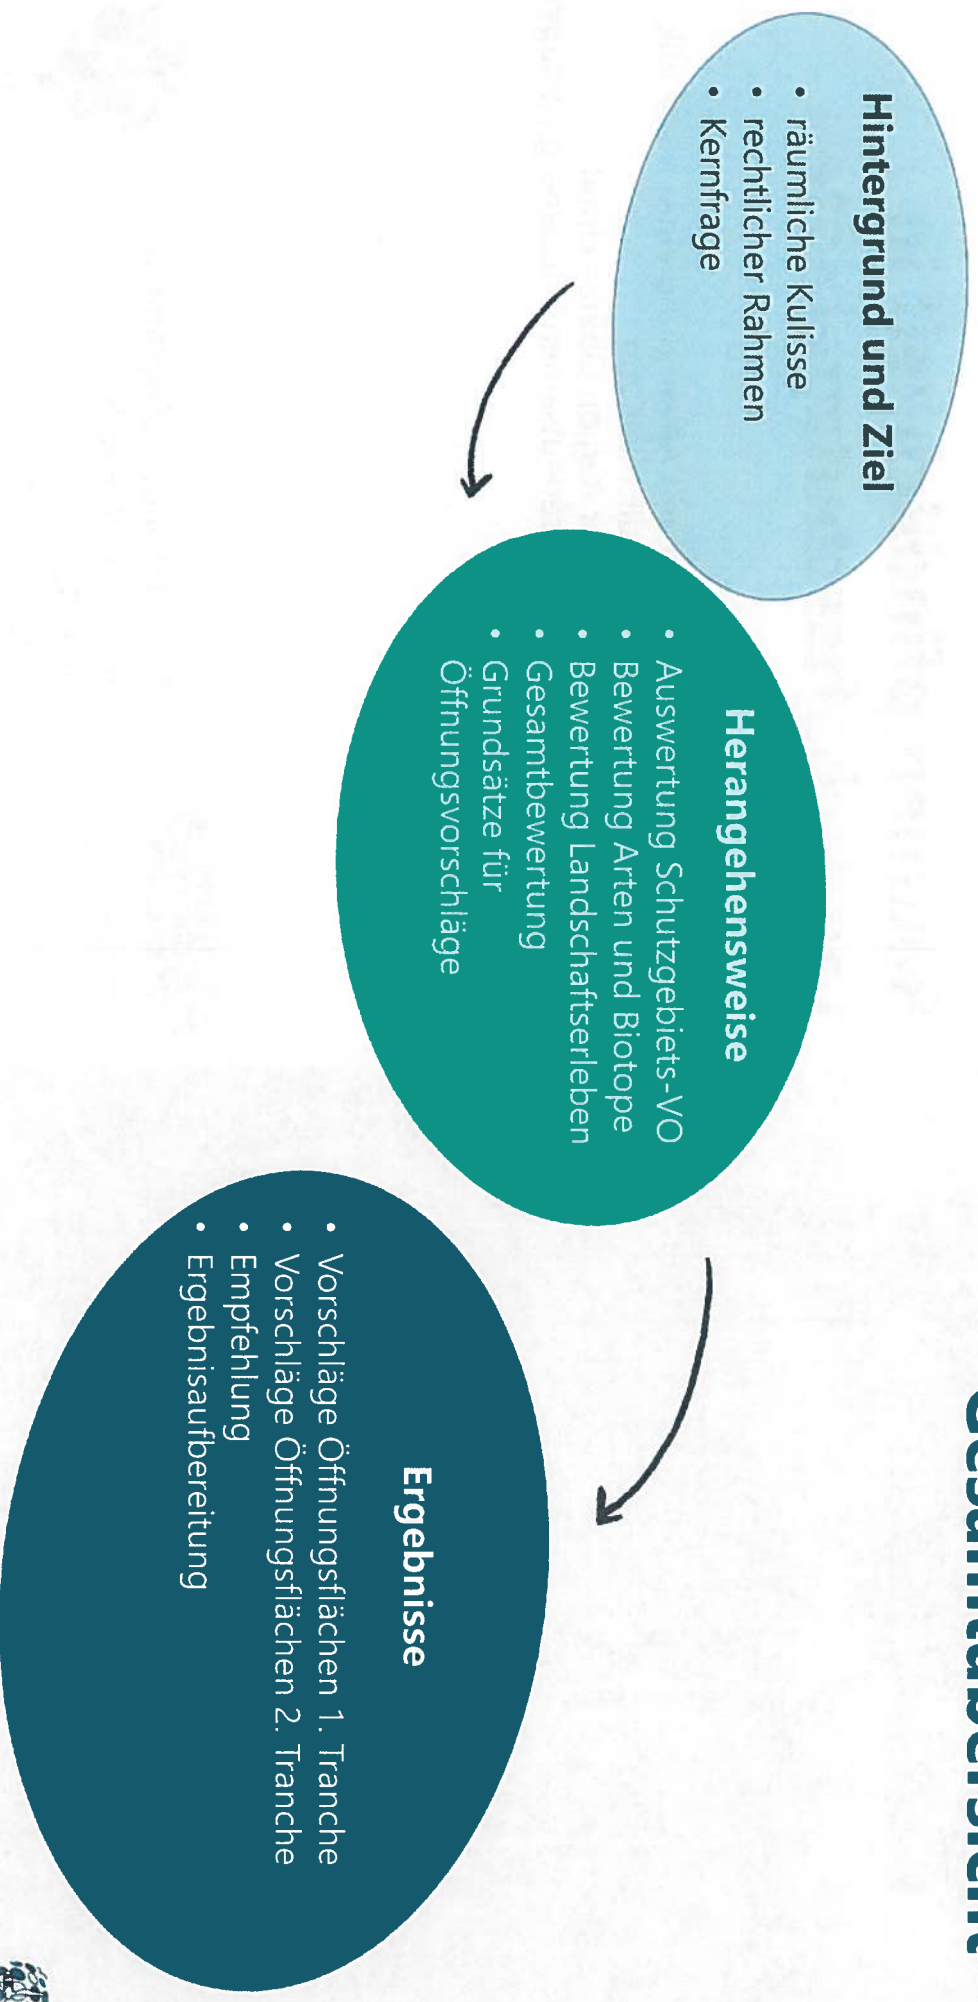 Gesamtübersicht
Hintergrund und Ziel
• räumliche Kulisse
• rechtlicher Rahmen
• Kernfrage
Herangehensweise
• Auswertung Schutzgebiets-VO
• Bewertung Arten und Biotope
• Bewertung Landschaftserleben
• Gesamtbewertung
• Grundsätze für
Öffnungsvorschläge
Ergebnisse
• Vorschläge Öffnungsflächen 1. Tranche
• Vorschläge Öffnungsflächen 2. Tranche
• Empfehlung
• Ergebnisaufbereitung